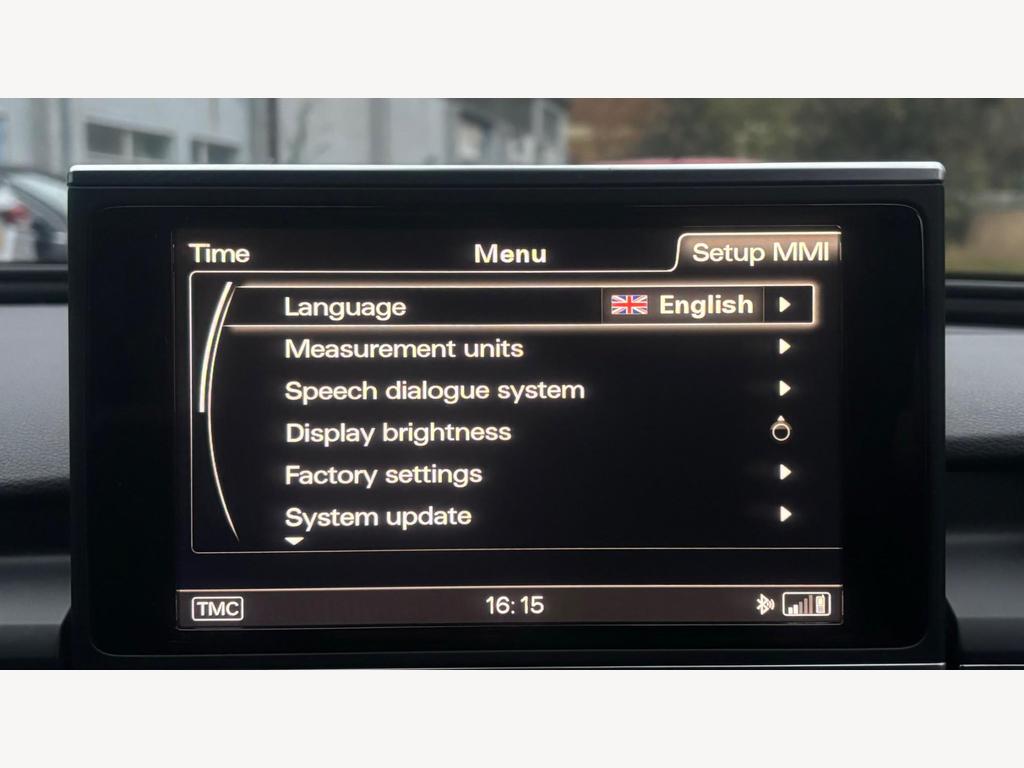 Time Menu Setup MMI
Language English
Measurement units
Speech dialogue system
Display brightness
Factory settings
System update
TMC 16:15